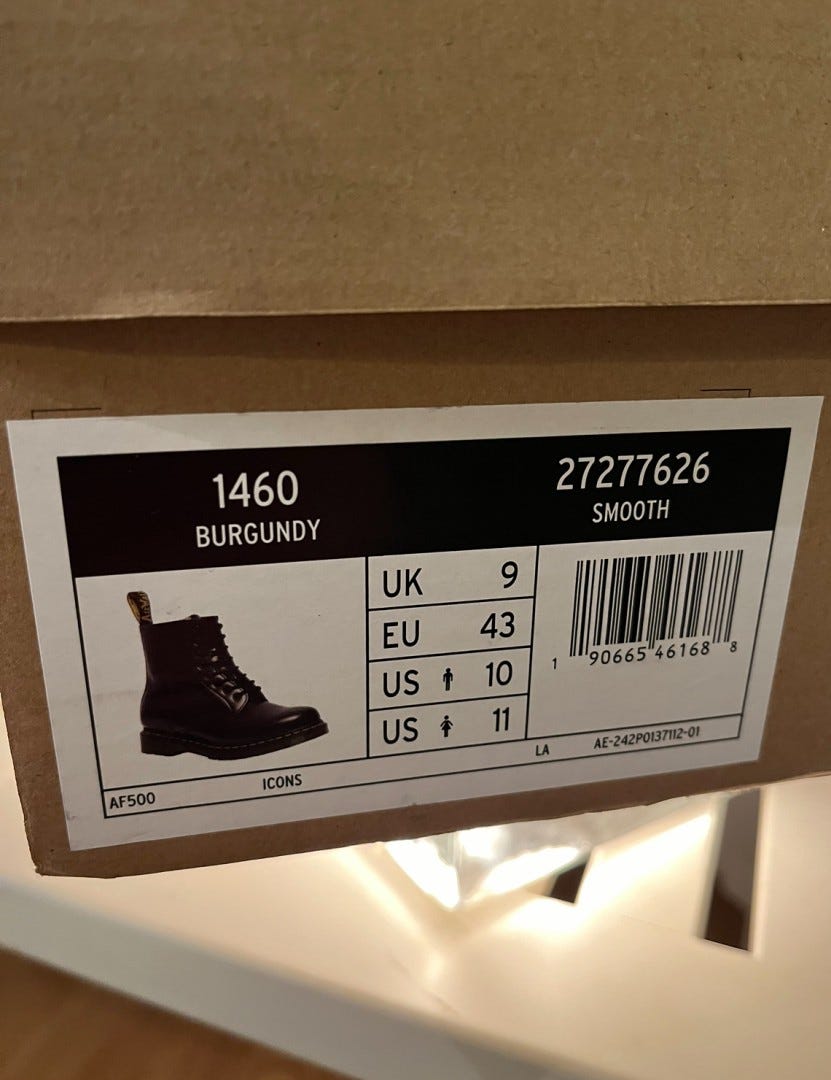 1460
BURGUNDY
27277626
SMOOTH
UK 9
EU 43
US 10
US 11
1 90665 46168 8
LA AE-242P0137112-01
AF500 ICONS